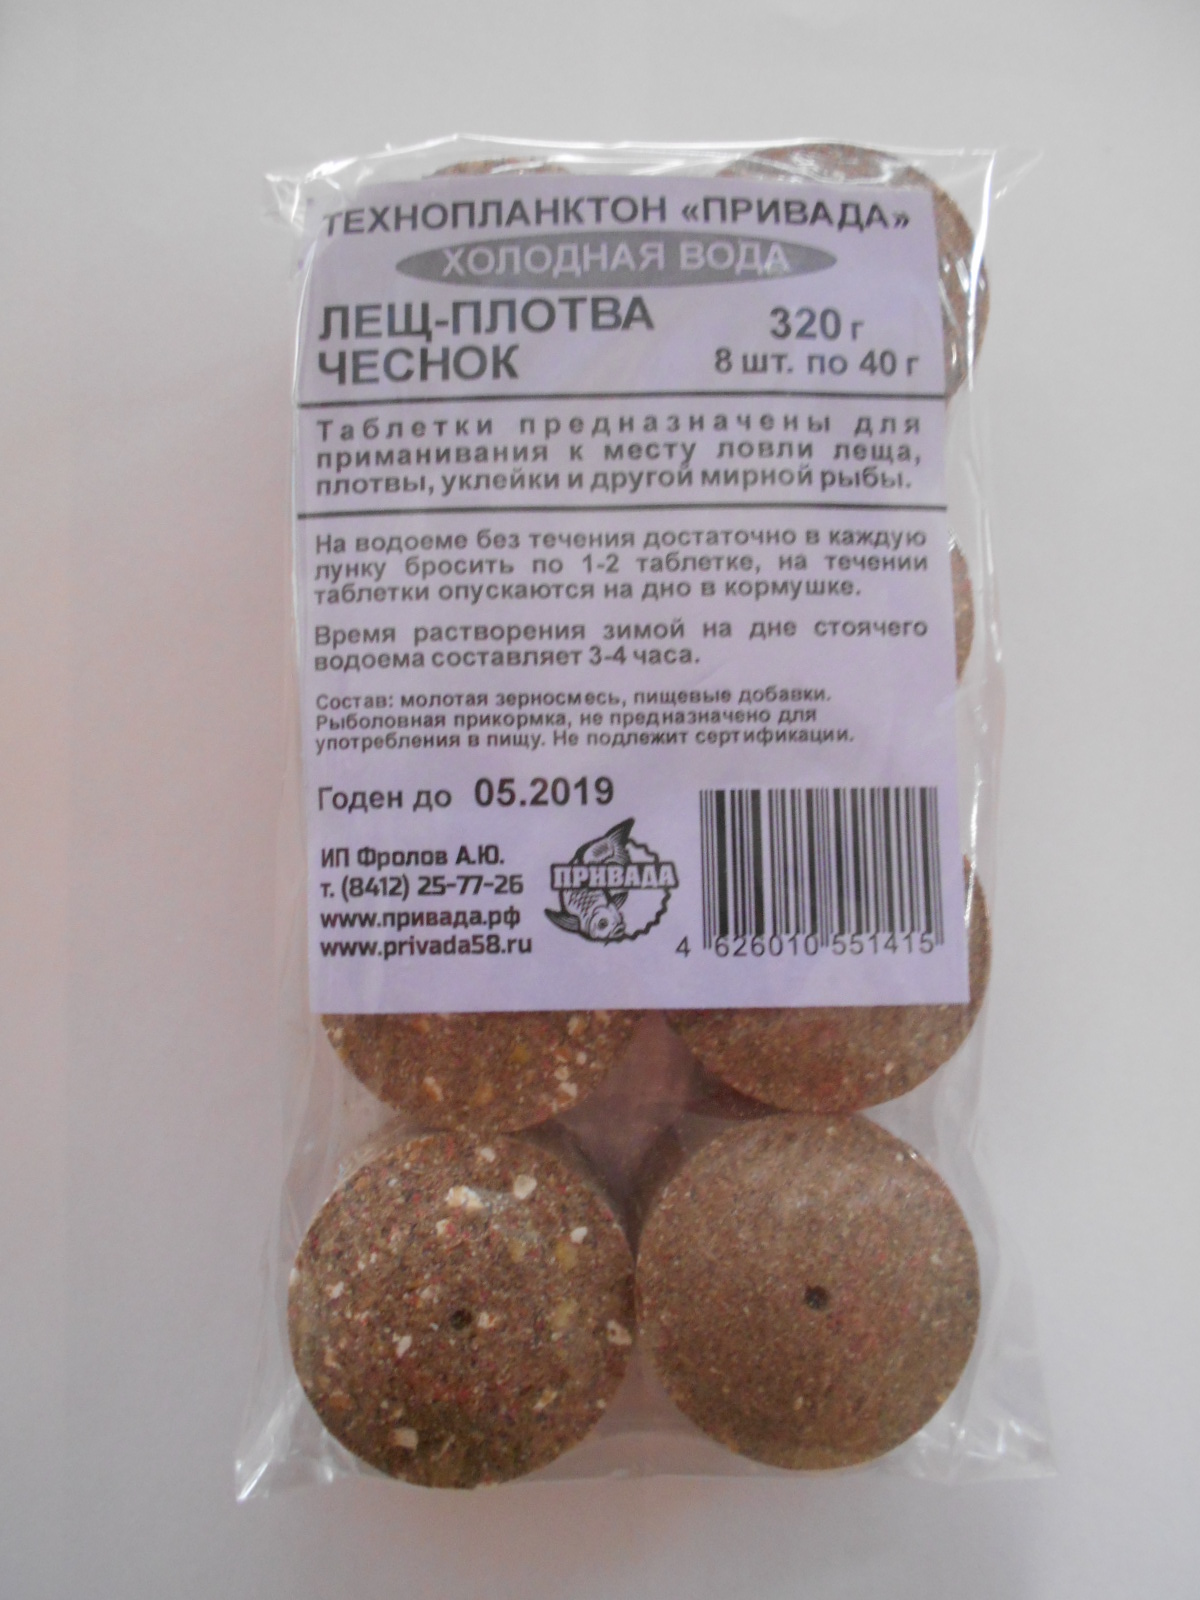 ТЕХНОПЛАНКТОН «ПРИВАДА»
ХОЛОДНАЯ ВОДА
ЛЕЩ-ПЛОТВА
ЧЕСНОК
320 г
8 шт. по 40 г
Таблетки предназначены для
приманивания к месту ловли леща,
плотвы, уклейки и другой мирной рыбы.
На водоеме без течения достаточно в каждую
лунку бросить по 1-2 таблетке, на течении
таблетки опускаются на дно в кормушке.
Время растворения зимой на дне стоячего
водоема составляет 3-4 часа.
Состав: молотая зерносмесь, пищевые добавки.
Рыболовная прикормка, не предназначено для
употребления в пищу. Не подлежит сертификации.
Годен до 05.2019
ИП Фролов А.Ю.
т. (8412) 25-77-26
www.привада.рф
www.privada58.ru
ПРИВАДА
4 626010 551415